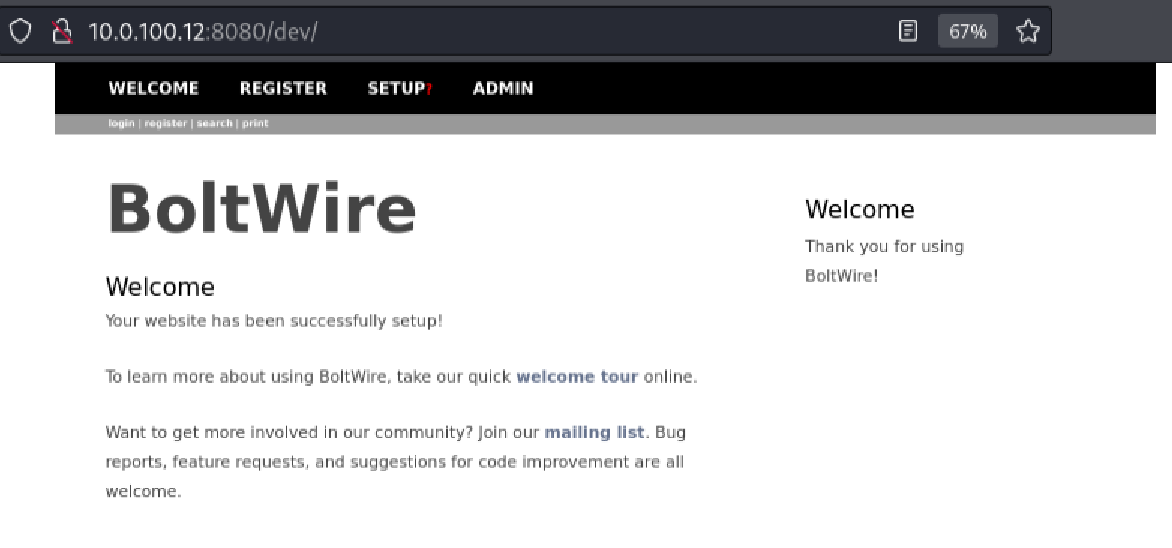 10.0.100.12:8080/dev/
67%
WELCOME REGISTER SETUP? ADMIN
login | register | search | print
BoltWire
Welcome
Your website has been successfully setup!
To learn more about using BoltWire, take our quick welcome tour online.
Want to get more involved in our community? Join our mailing list. Bug
reports, feature requests, and suggestions for code improvement are all
welcome.
Welcome
Thank you for using
BoltWire!